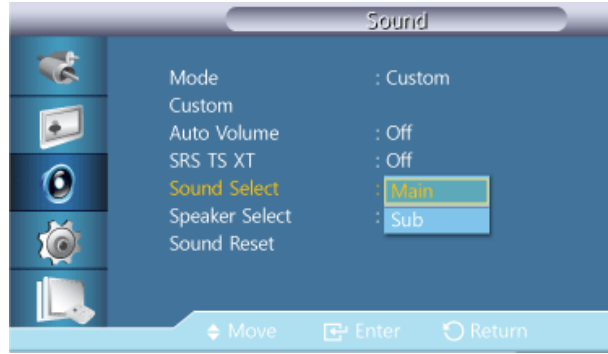 Sound
Mode : Custom
Custom
Auto Volume : Off
SRS TS XT : Off
Sound Select : Main
Speaker Select : Sub
Sound Reset
Move Enter Return